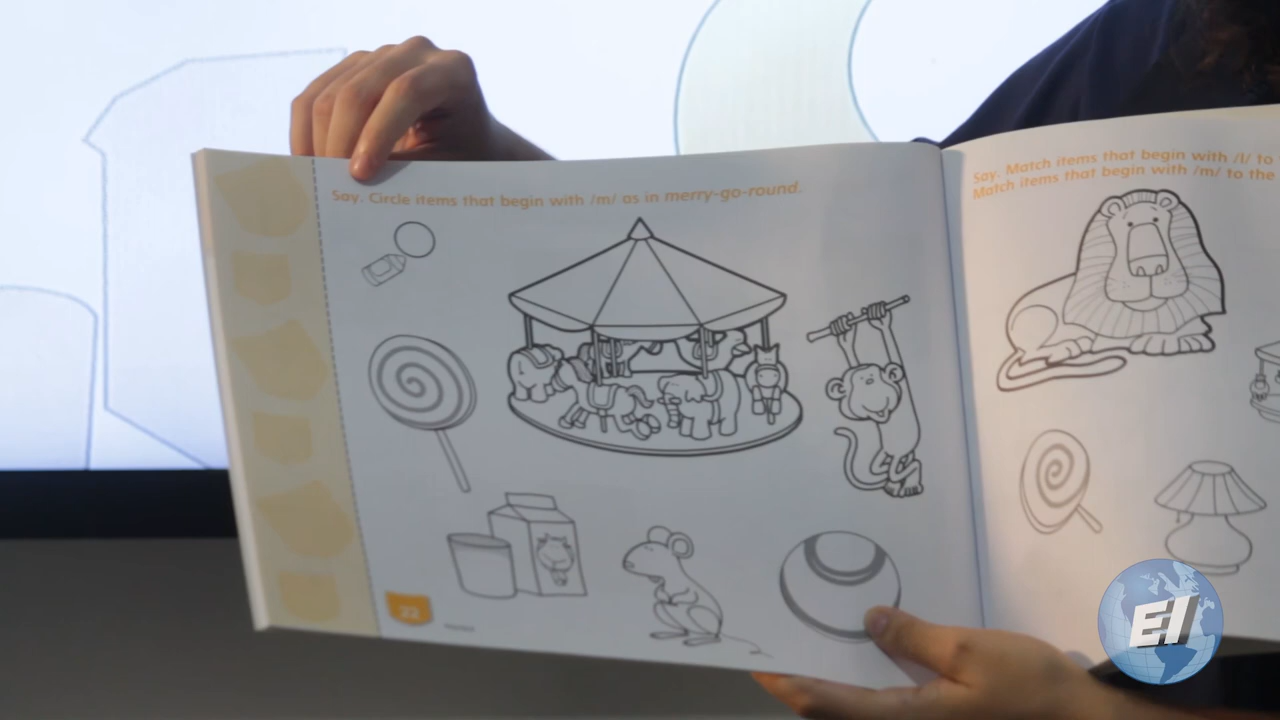 Say. Circle items that begin with /m/ as in merry-go-round.
22
Say. Match items that begin with /l/ to
Match items that begin with /m/ to the
EI